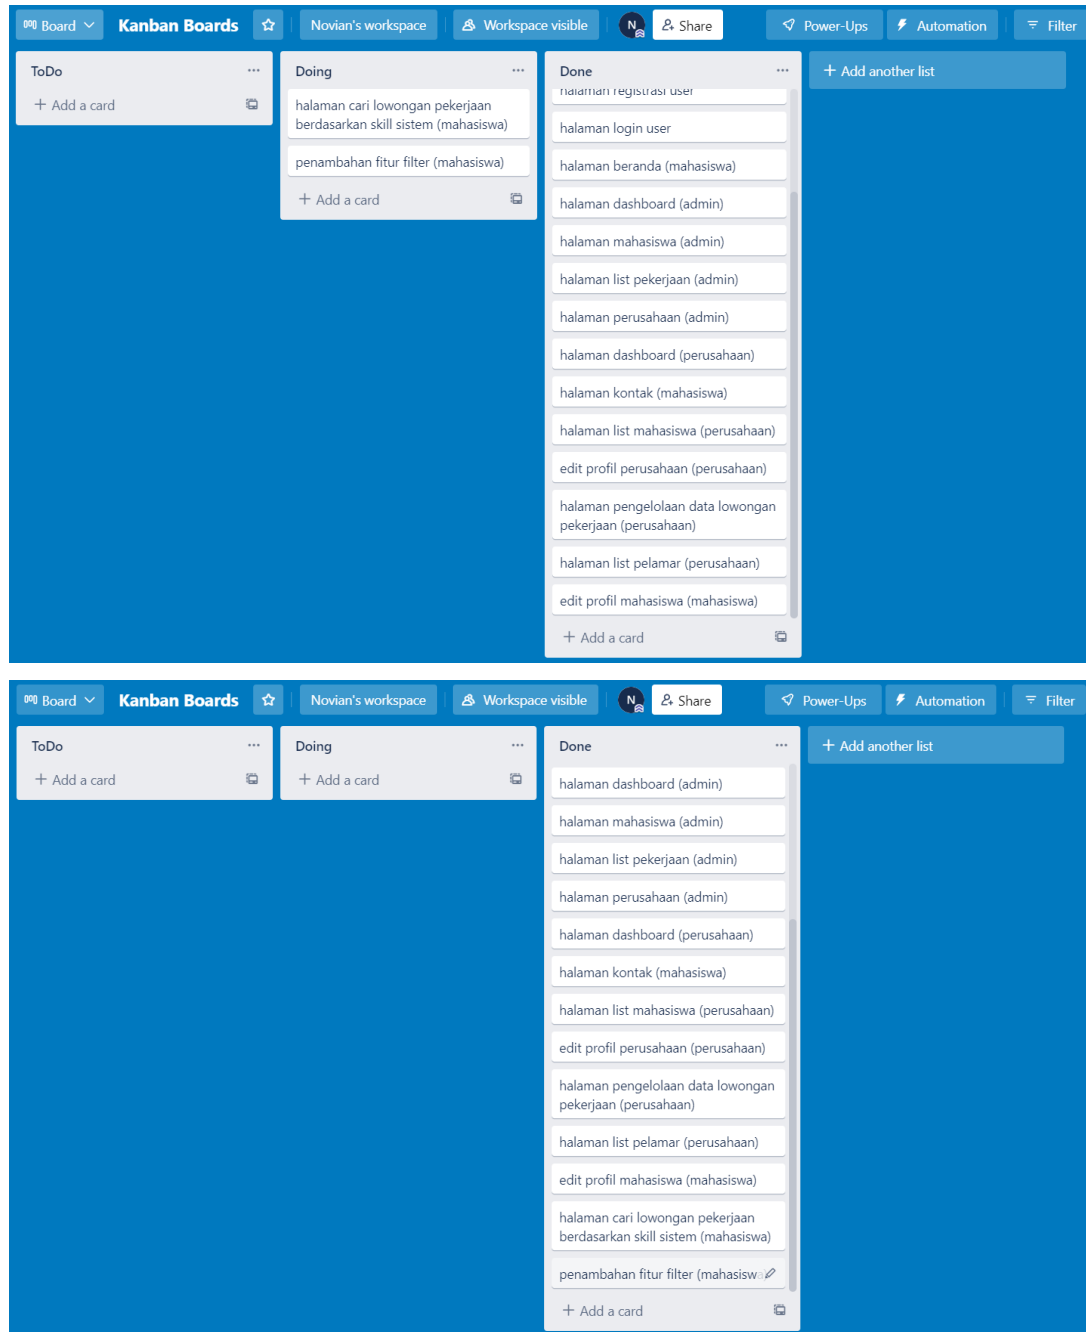 Board
Kanban Boards
Novian's workspace
Workspace visible
N
Share
Power-Ups
Automation
Filter
ToDo
+ Add a card
Doing
halaman cari lowongan pekerjaan
berdasarkan skill sistem (mahasiswa)
penambahan fitur filter (mahasiswa)
+ Add a card
Done
halaman registrasi user
halaman login user
halaman beranda (mahasiswa)
halaman dashboard (admin)
halaman mahasiswa (admin)
halaman list pekerjaan (admin)
halaman perusahaan (admin)
halaman dashboard (perusahaan)
halaman kontak (mahasiswa)
halaman list mahasiswa (perusahaan)
edit profil perusahaan (perusahaan)
halaman pengelolaan data lowongan
pekerjaan (perusahaan)
halaman list pelamar (perusahaan)
edit profil mahasiswa (mahasiswa)
+ Add a card
+ Add another list
Board
Kanban Boards
Novian's workspace
Workspace visible
N
Share
Power-Ups
Automation
Filter
ToDo
+ Add a card
Doing
+ Add a card
Done
halaman dashboard (admin)
halaman mahasiswa (admin)
halaman list pekerjaan (admin)
halaman perusahaan (admin)
halaman dashboard (perusahaan)
halaman kontak (mahasiswa)
halaman list mahasiswa (perusahaan)
edit profil perusahaan (perusahaan)
halaman pengelolaan data lowongan
pekerjaan (perusahaan)
halaman list pelamar (perusahaan)
edit profil mahasiswa (mahasiswa)
halaman cari lowongan pekerjaan
berdasarkan skill sistem (mahasiswa)
penambahan fitur filter (mahasiswa)
+ Add a card
+ Add another list